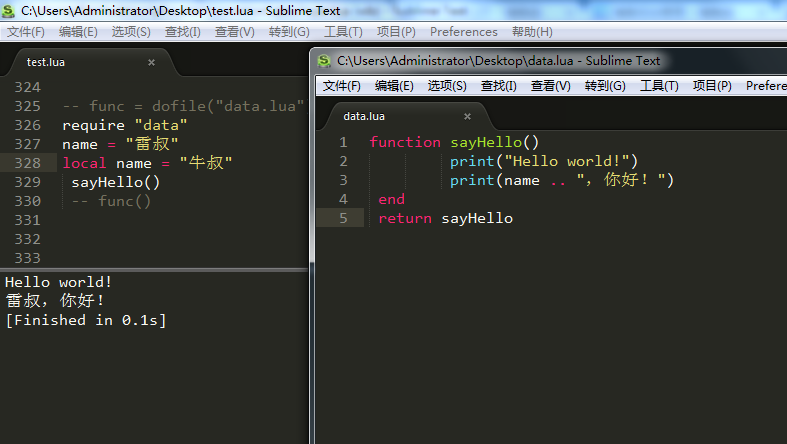 C:\Users\Administrator\Desktop\test.lua - Sublime Text
文件(F) 编辑(E) 选项(S) 查找(I) 查看(V) 转到(G) 工具(T) 项目(P) Preferences 帮助(H)
test.lua ×
324
325 -- func = dofile("data.lua"
326 require "data"
327 name = "雷叔"
328 local name = "牛叔"
329 sayHello()
330 -- func()
331
332
333
Hello world!
雷叔，你好！
[Finished in 0.1s]
C:\Users\Administrator\Desktop\data.lua - Sublime Text
文件(F) 编辑(E) 选项(S) 查找(I) 查看(V) 转到(G) 工具(T) 项目(P) Prefere
data.lua ×
1 function sayHello()
2 print("Hello world!")
3 print(name .. "，你好！")
4 end
5 return sayHello